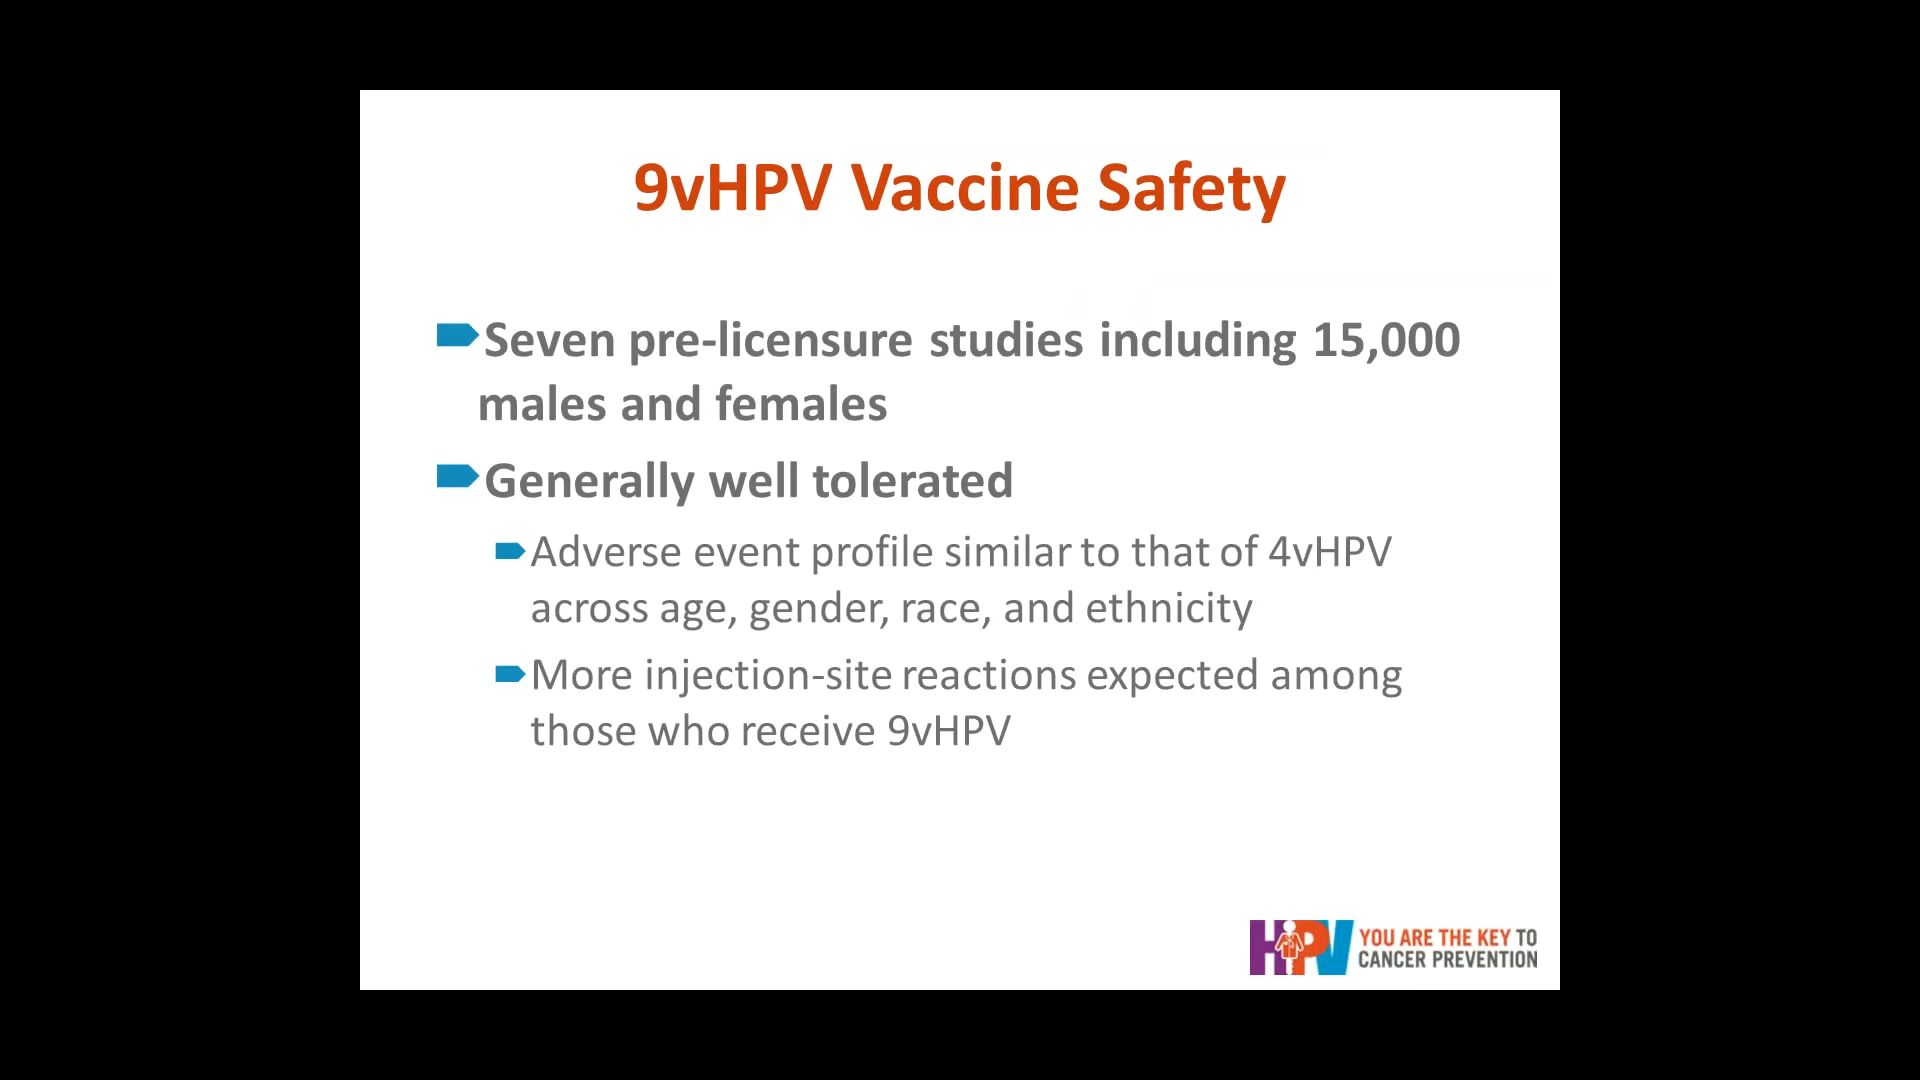 9vHPV Vaccine Safety
Seven pre-licensure studies including 15,000
males and females
Generally well tolerated
Adverse event profile similar to that of 4vHPV
across age, gender, race, and ethnicity
More injection-site reactions expected among
those who receive 9vHPV
HPV YOU ARE THE KEY TO
CANCER PREVENTION